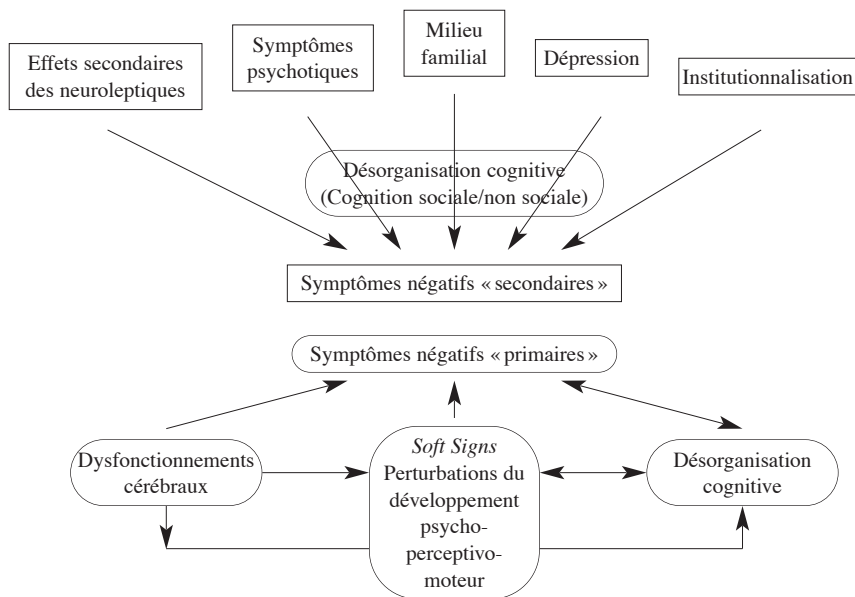 Effets secondaires
des neuroleptiques
Symptômes
psychotiques
Milieu
familial
Dépression
Institutionnalisation
Désorganisation cognitive
(Cognition sociale/non sociale)
Symptômes négatifs « secondaires »
Symptômes négatifs « primaires »
Dysfonctionnements
cérébraux
Soft Signs
Perturbations du
développement
psycho-
perceptivo-
moteur
Désorganisation
cognitive